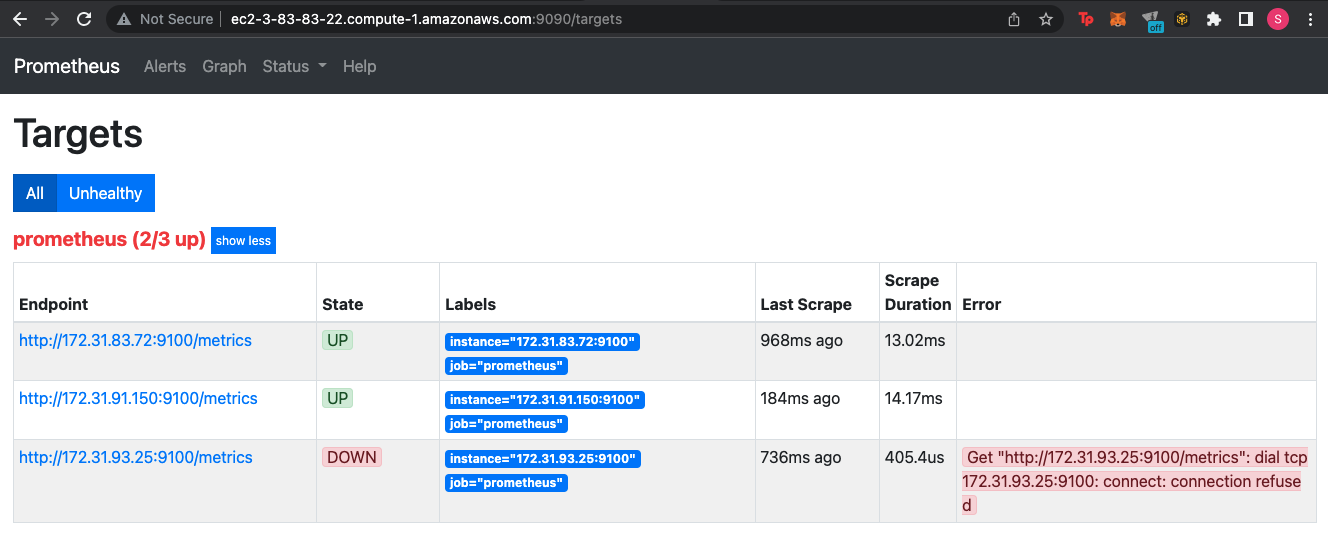 Not Secure
ec2-3-83-83-22.compute-1.amazonaws.com:9090/targets
Tp
off
S
Prometheus Alerts Graph Status Help
Targets
All Unhealthy
prometheus (2/3 up) show less
Endpoint State Labels Last Scrape Scrape Duration Error
http://172.31.83.72:9100/metrics UP instance="172.31.83.72:9100" 968ms ago 13.02ms
job="prometheus"
http://172.31.91.150:9100/metrics UP instance="172.31.91.150:9100" 184ms ago 14.17ms
job="prometheus"
http://172.31.93.25:9100/metrics DOWN instance="172.31.93.25:9100" 736ms ago 405.4us Get "http://172.31.93.25:9100/metrics": dial tcp
job="prometheus" 172.31.93.25:9100: connect: connection refuse
d